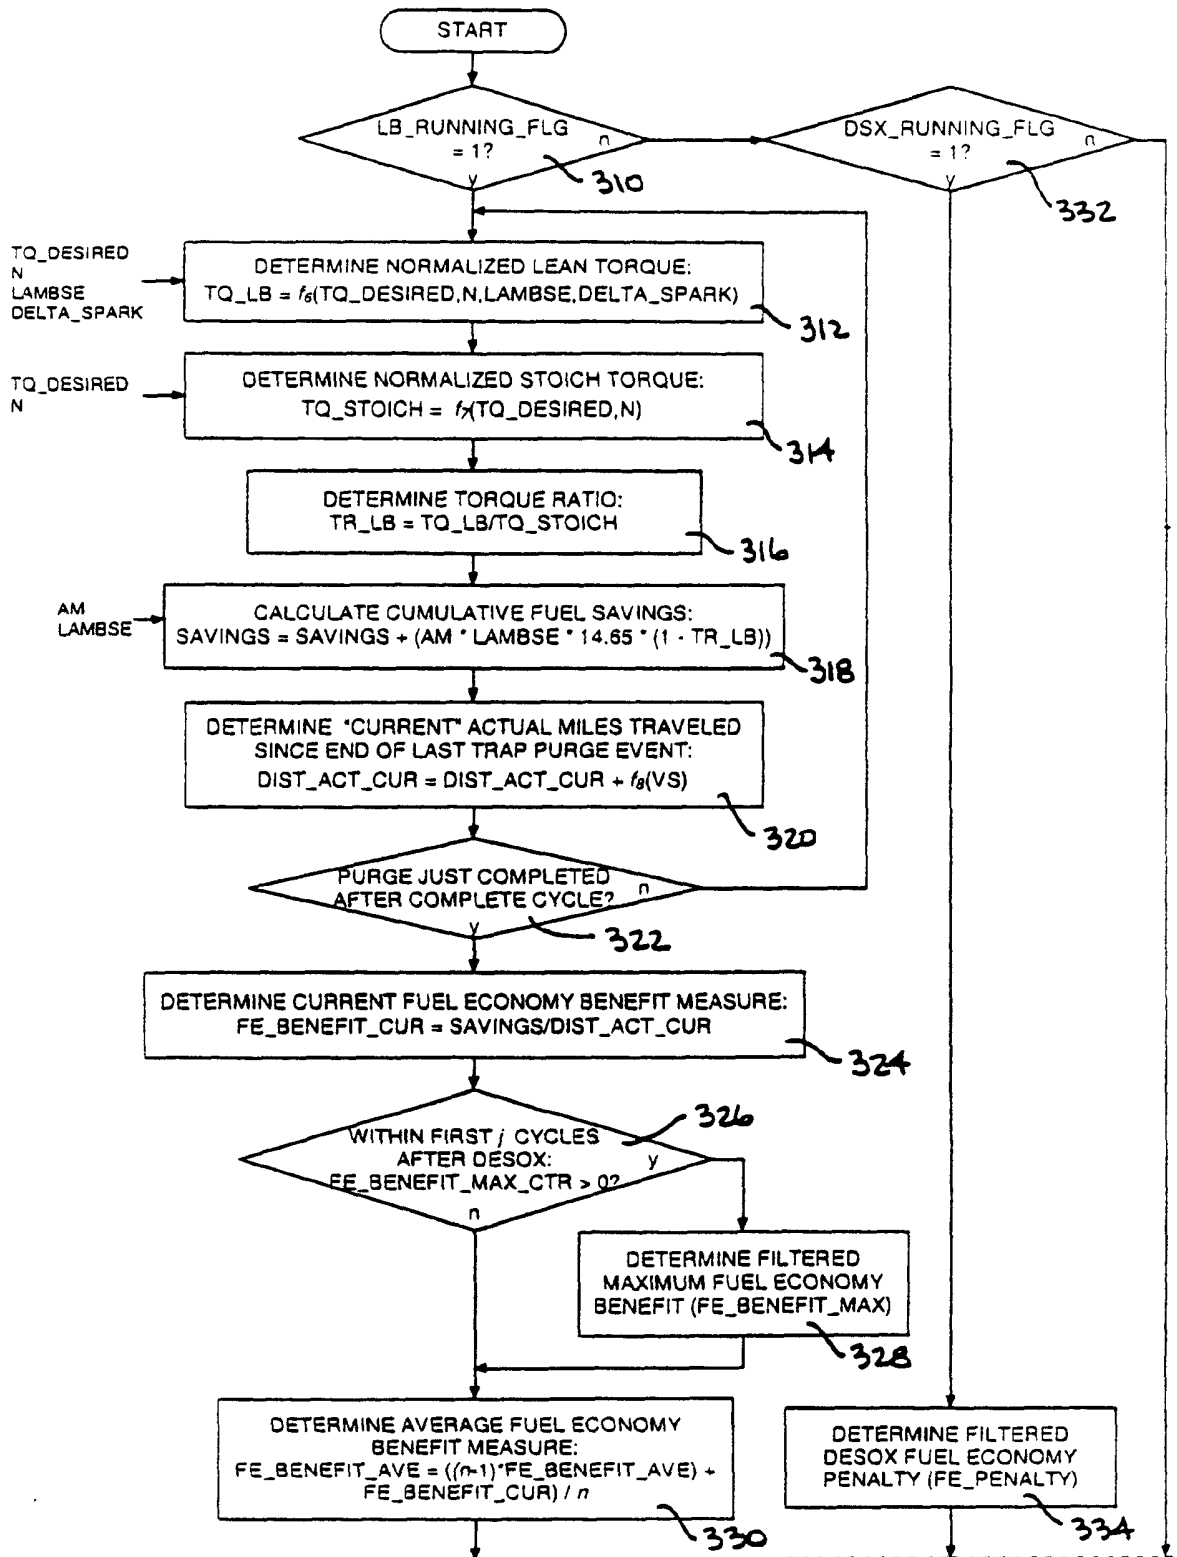 START
LB_RUNNING_FLG
= 1?
n
y
310
DSX_RUNNING_FLG
= 1?
n
y
332
TQ_DESIRED
N
LAMBSE
DELTA_SPARK
DETERMINE NORMALIZED LEAN TORQUE:
TQ_LB = f6(TQ_DESIRED,N,LAMBSE,DELTA_SPARK)
312
TQ_DESIRED
N
DETERMINE NORMALIZED STOICH TORQUE:
TQ_STOICH = f7(TQ_DESIRED,N)
314
DETERMINE TORQUE RATIO:
TR_LB = TQ_LB/TQ_STOICH
316
AM
LAMBSE
CALCULATE CUMULATIVE FUEL SAVINGS:
SAVINGS = SAVINGS + (AM * LAMBSE * 14.65 * (1 - TR_LB))
318
DETERMINE "CURRENT" ACTUAL MILES TRAVELED
SINCE END OF LAST TRAP PURGE EVENT:
DIST_ACT_CUR = DIST_ACT_CUR + f8(VS)
320
PURGE JUST COMPLETED
AFTER COMPLETE CYCLE?
n
y
322
DETERMINE CURRENT FUEL ECONOMY BENEFIT MEASURE:
FE_BENEFIT_CUR = SAVINGS/DIST_ACT_CUR
324
326
WITHIN FIRST j CYCLES
AFTER DESOX:
FE_BENEFIT_MAX_CTR > 0?
y
n
DETERMINE FILTERED
MAXIMUM FUEL ECONOMY
BENEFIT (FE_BENEFIT_MAX)
328
DETERMINE AVERAGE FUEL ECONOMY
BENEFIT MEASURE:
FE_BENEFIT_AVE = ((n-1)*FE_BENEFIT_AVE) +
FE_BENEFIT_CUR) / n
330
DETERMINE FILTERED
DESOX FUEL ECONOMY
PENALTY (FE_PENALTY)
334